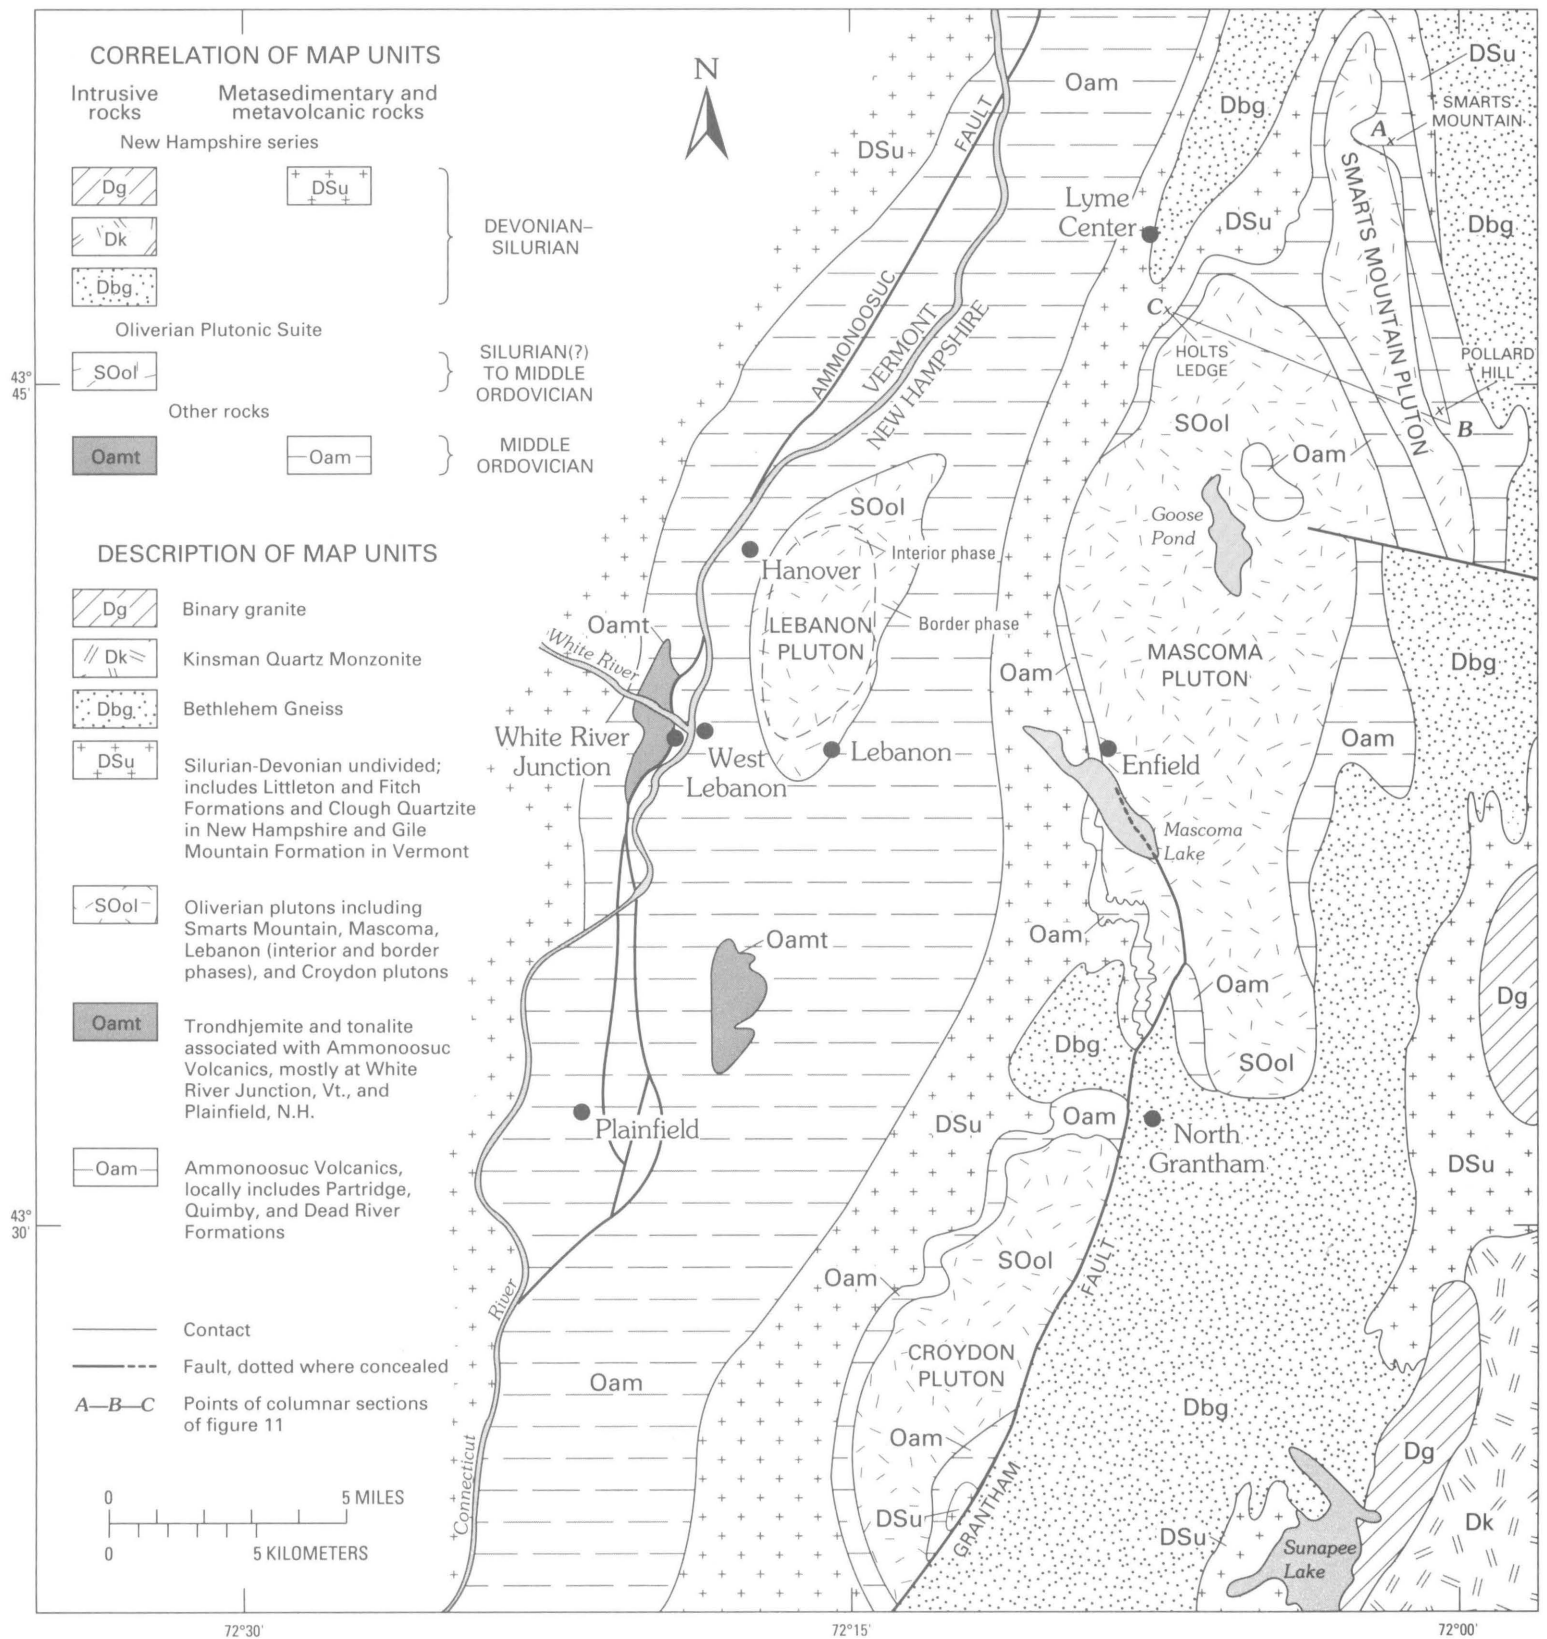 CORRELATION OF MAP UNITS
Intrusive rocks
Metasedimentary and metavolcanic rocks
New Hampshire series
Dg
DSu
Dk
Dbg
DEVONIAN–
SILURIAN
Oliverian Plutonic Suite
SOol
SILURIAN(?)
TO MIDDLE
ORDOVICIAN
Other rocks
Oamt
Oam
MIDDLE
ORDOVICIAN
DESCRIPTION OF MAP UNITS
Dg
Binary granite
Dk
Kinsman Quartz Monzonite
Dbg
Bethlehem Gneiss
DSu
Silurian-Devonian undivided;
includes Littleton and Fitch
Formations and Clough Quartzite
in New Hampshire and Gile
Mountain Formation in Vermont
SOol
Oliverian plutons including
Smarts Mountain, Mascoma,
Lebanon (interior and border
phases), and Croydon plutons
Oamt
Trondhjemite and tonalite
associated with Ammonoosuc
Volcanics, mostly at White
River Junction, Vt., and
Plainfield, N.H.
Oam
Ammonoosuc Volcanics,
locally includes Partridge,
Quimby, and Dead River
Formations
Contact
Fault, dotted where concealed
A—B—C
Points of columnar sections
of figure 11
0
5 MILES
0
5 KILOMETERS
N
43°
45'
43°
30'
72°30'
72°15'
72°00'
Oam
DSu
FAULT
AMMONOOSUC
VERMONT
NEW HAMPSHIRE
Dbg
DSu
SMARTS
MOUNTAIN
A
SMARTS MOUNTAIN PLUTON
Lyme
Center
DSu
Dbg
C
HOLTS
LEDGE
POLLARD
HILL
B
SOol
Oam
Goose
Pond
SOol
Interior phase
Hanover
Border phase
LEBANON
PLUTON
Oamt
White River
MASCOMA
PLUTON
Dbg
Oam
White River
Junction
West
Lebanon
Lebanon
Oam
Enfield
Mascoma
Lake
Oamt
Oam
Oam
Dg
Dbg
SOol
Plainfield
DSu
Oam
North
Grantham
DSu
SOol
FAULT
Oam
River
CROYDON
PLUTON
Oam
Dbg
Oam
Dg
Connecticut
DSu
GRANTHAM
DSu
Sunapee
Lake
Dk